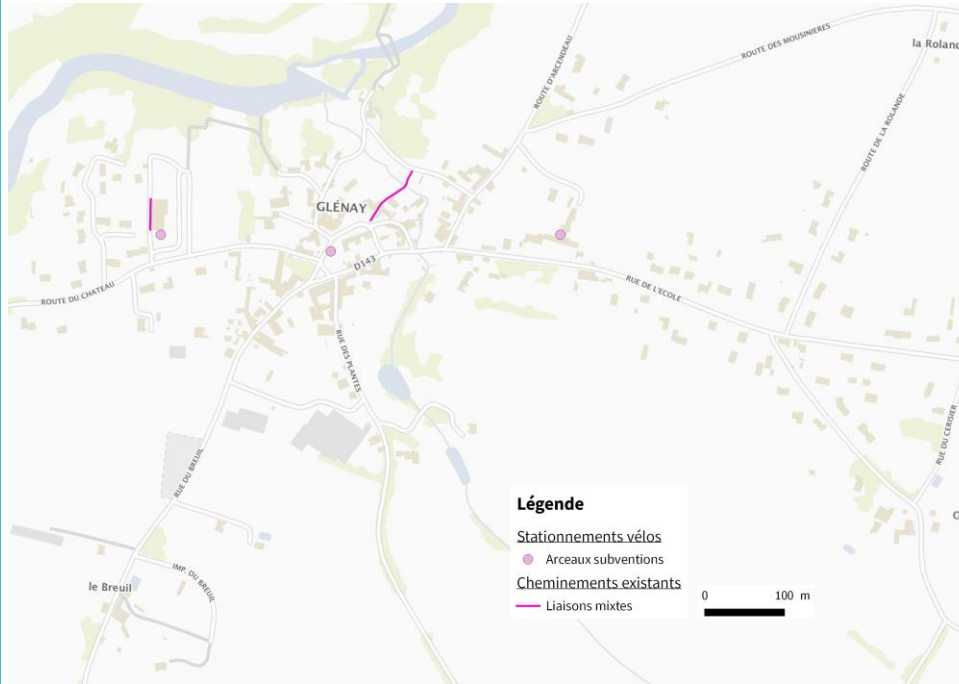 ROUTE DES MOUSINIERES
la Roland
ROUTE D'ARCENDEAU
ROUTE DE LA ROLANDE
GLÉNAY
D143
RUE DE L'ECOLE
ROUTE DU CHATEAU
RUE DES PLANTES
RUE DU CERISIER
RUE DU BREUIL
IMP. DU BREUIL
le Breuil
Légende
Stationnements vélos
Arceaux subventions
Cheminements existants
Liaisons mixtes
0 100 m